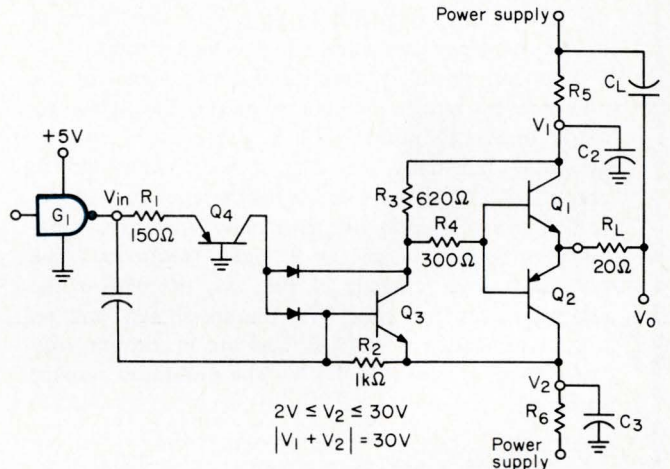 Power supply
R5
CL
V1
C2
+5V
G1
Vin
R1
150Ω
Q4
R3
620Ω
R4
300Ω
Q1
RL
20Ω
Q2
Vo
Q3
R2
1kΩ
V2
R6
C3
2V ≤ V2 ≤ 30V
|V1 + V2| = 30V
Power
supply